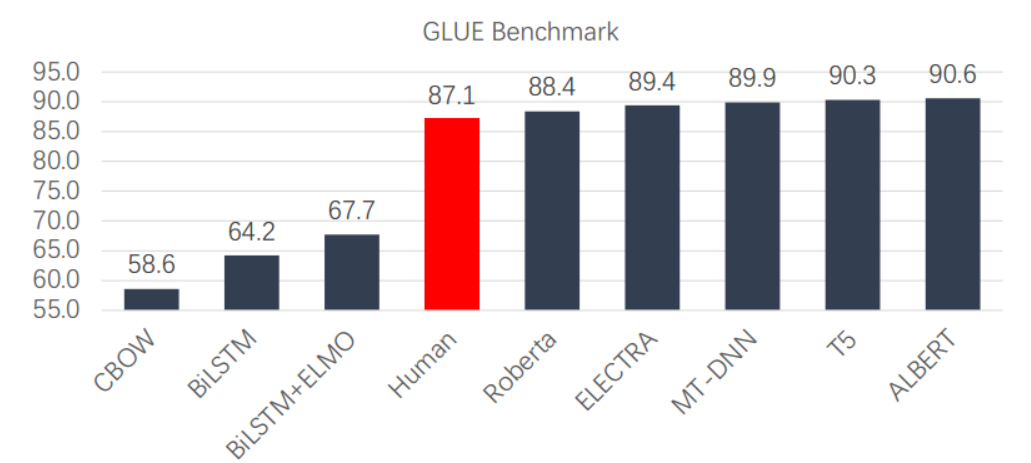 GLUE Benchmark
95.0
90.0
85.0
80.0
75.0
70.0
65.0
60.0
55.0
58.6
64.2
67.7
87.1
88.4
89.4
89.9
90.3
90.6
CBOW
BiLSTM
BiLSTM+ELMO
Human
Roberta
ELECTRA
MT-DNN
T5
ALBERT